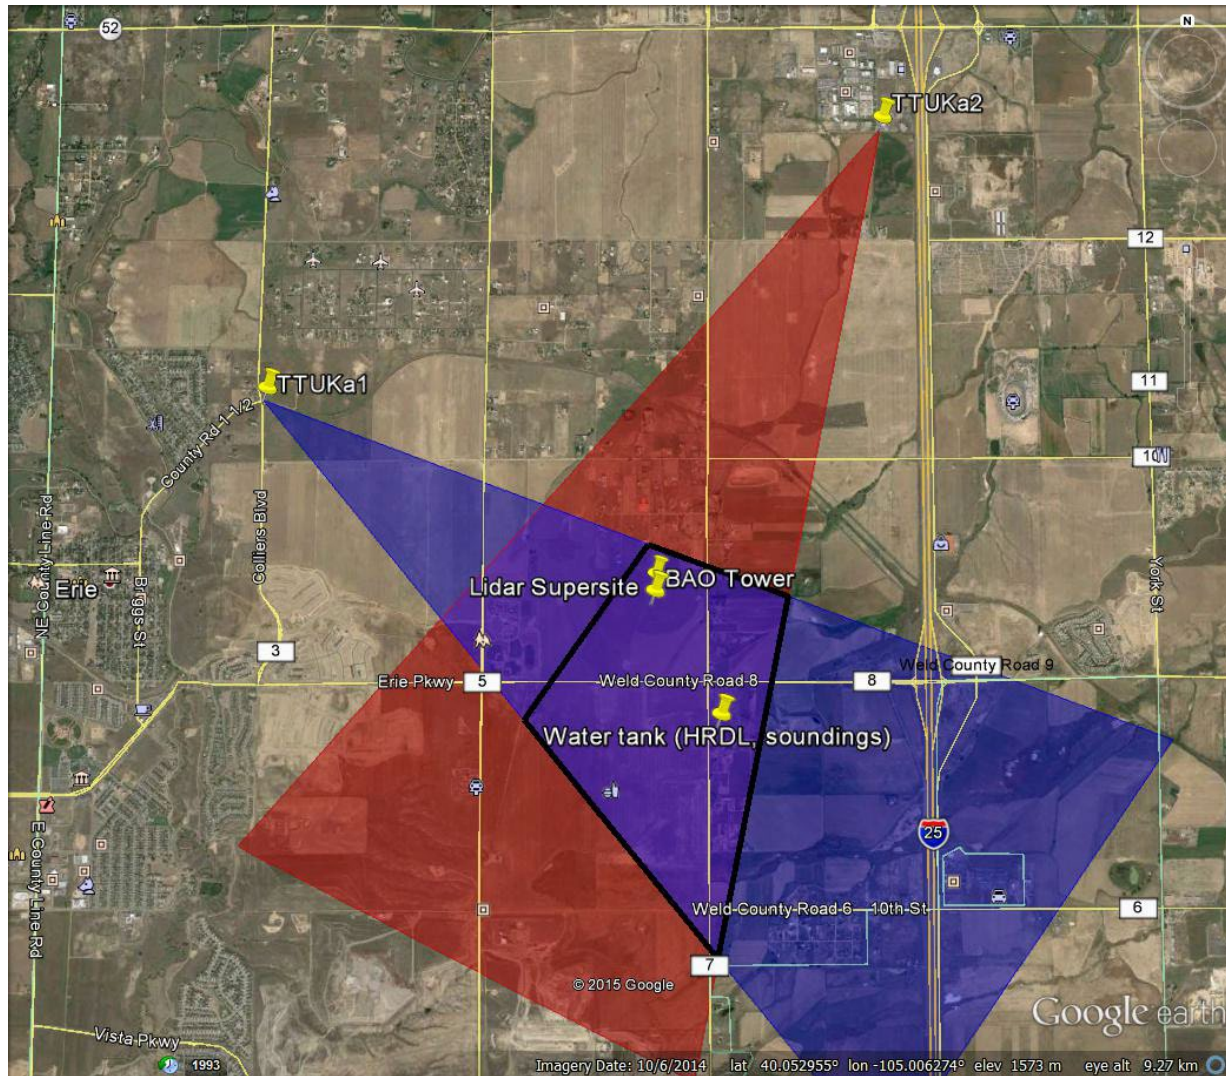 N
52
TTUKa2
12
TTUKa1
11
County Rd 1 1/2
10
NE County Line Rd
Colliers Blvd
Erie
Briggs St
Lidar Supersite
BAO Tower
York St
3
Weld County Road 9
Erie Pkwy
5
Weld County Road 8
8
Water tank (HRDL, soundings)
25
E County Line Rd
Weld County Road 6
10th St
6
7
© 2015 Google
Google earth
Vista Pkwy
1993
Imagery Date: 10/6/2014 lat 40.052955° lon -105.006274° elev 1573 m eye alt 9.27 km